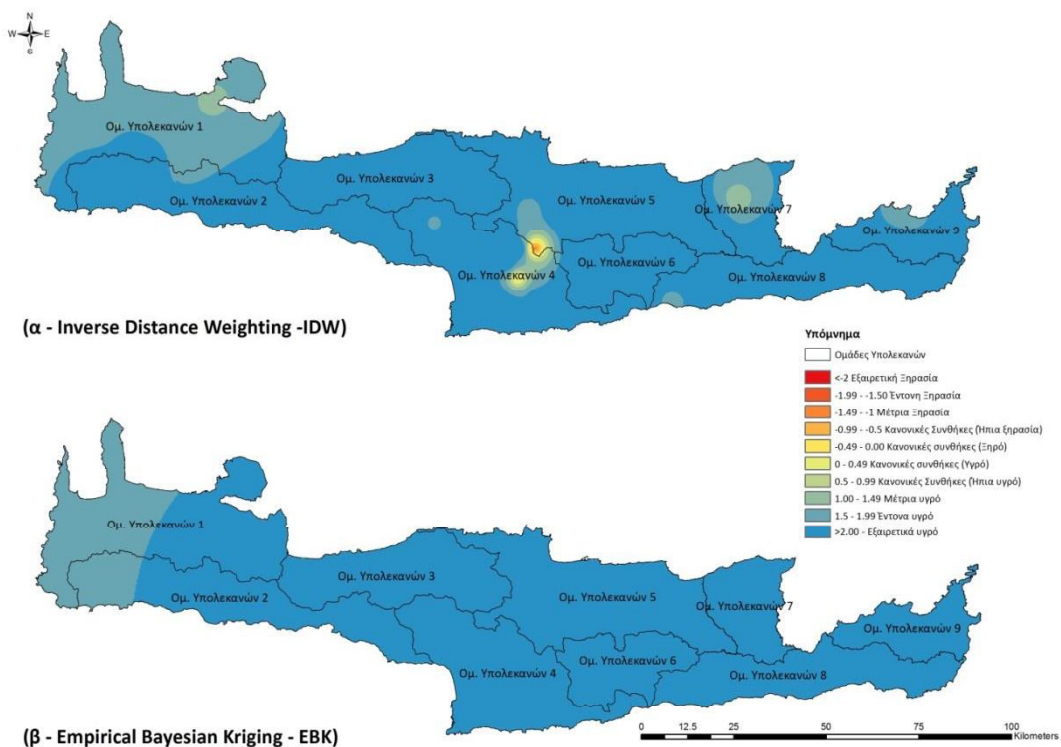 N
W E
S
Ομ. Υπολεκανών 1
Ομ. Υπολεκανών 2
Ομ. Υπολεκανών 3
Ομ. Υπολεκανών 4
Ομ. Υπολεκανών 5
Ομ. Υπολεκανών 6
Ομ. Υπολεκανών 7
Ομ. Υπολεκανών 8
Ομ. Υπολεκανών 9
(α - Inverse Distance Weighting -IDW)
Υπόμνημα
Ομάδες Υπολεκανών
<-2 Εξαιρετική Ξηρασία
-1.99 - -1.50 Έντονη Ξηρασία
-1.49 - -1 Μέτρια Ξηρασία
-0.99 - -0.5 Κανονικές Συνθήκες (Ήπια ξηρασία)
-0.49 - 0.00 Κανονικές συνθήκες (Ξηρό)
0 - 0.49 Κανονικές συνθήκες (Υγρό)
0.5 - 0.99 Κανονικές Συνθήκες (Ήπια υγρό)
1.00 - 1.49 Μέτρια υγρό
1.5 - 1.99 Έντονα υγρό
>2.00 - Εξαιρετικά υγρό
Ομ. Υπολεκανών 1
Ομ. Υπολεκανών 2
Ομ. Υπολεκανών 3
Ομ. Υπολεκανών 4
Ομ. Υπολεκανών 5
Ομ. Υπολεκανών 6
Ομ. Υπολεκανών 7
Ομ. Υπολεκανών 8
Ομ. Υπολεκανών 9
(β - Empirical Bayesian Kriging - EBK)
0 12.5 25 50 75 100
Kilometers